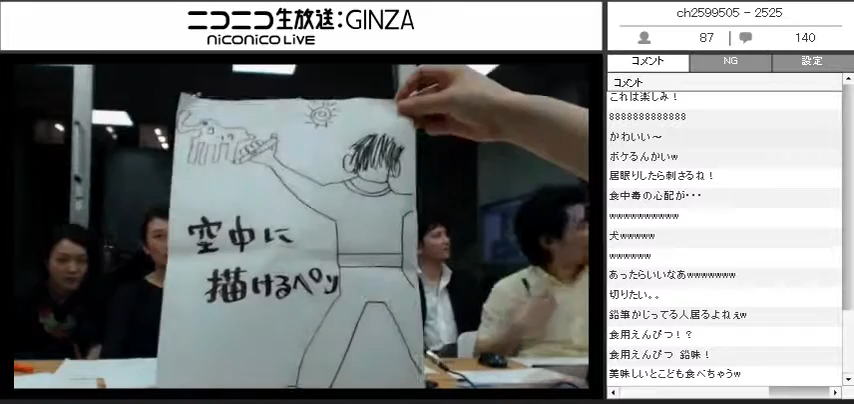 ニコニコ生放送:GINZA
niconico Live
ch2599505 - 2525
87
140
コメント
NG
設定
コメント
これは楽しみ!
8888888888888
かわいい~
ボケるんかいw
居眠りしたら刺さるね!
食中毒の心配が・・・
wwwwwwwwww
犬wwwww
wwwwww
あったらいいなあwwwwwww
切りたい。。
鉛筆かじってる人居るよねぇw
食用えんぴつ!?
食用えんぴつ 鉛味!
美味しいとこども食べちゃうw
空中に
描けるペン